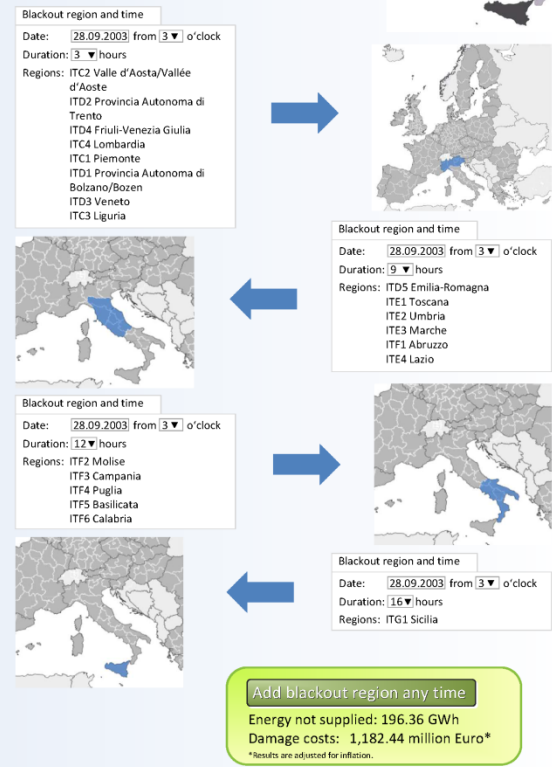 Blackout region and time
Date: 28.09.2003 from 3 ▼ o'clock
Duration: 3 ▼ hours
Regions: ITC2 Valle d'Aosta/Vallée
d'Aoste
ITD2 Provincia Autonoma di
Trento
ITD4 Friuli-Venezia Giulia
ITC4 Lombardia
ITC1 Piemonte
ITD1 Provincia Autonoma di
Bolzano/Bozen
ITD3 Veneto
ITC3 Liguria
Blackout region and time
Date: 28.09.2003 from 3 ▼ o'clock
Duration: 9 ▼ hours
Regions: ITD5 Emilia-Romagna
ITE1 Toscana
ITE2 Umbria
ITE3 Marche
ITF1 Abruzzo
ITE4 Lazio
Blackout region and time
Date: 28.09.2003 from 3 ▼ o'clock
Duration: 12 ▼ hours
Regions: ITF2 Molise
ITF3 Campania
ITF4 Puglia
ITF5 Basilicata
ITF6 Calabria
Blackout region and time
Date: 28.09.2003 from 3 ▼ o'clock
Duration: 16 ▼ hours
Regions: ITG1 Sicilia
Add blackout region any time
Energy not supplied: 196.36 GWh
Damage costs: 1,182.44 million Euro*
*Results are adjusted for inflation.